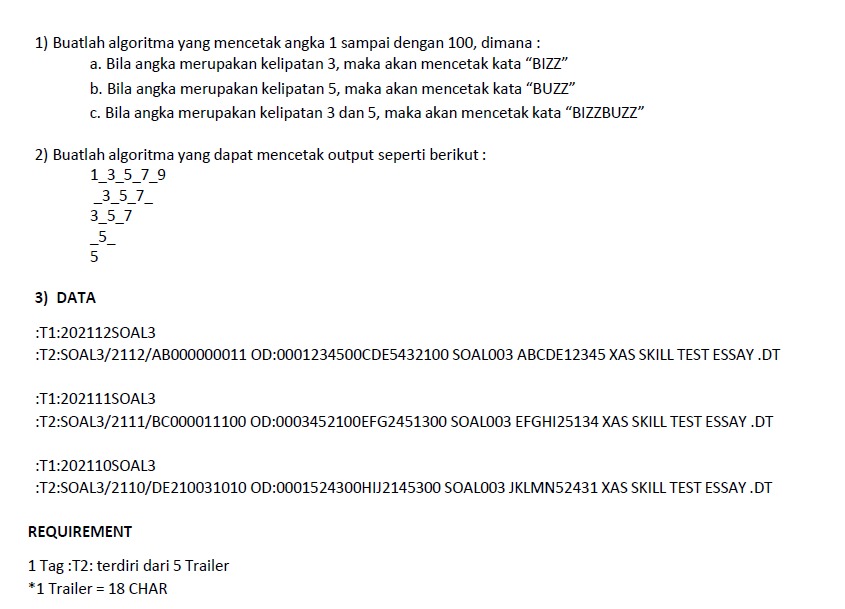 1) Buatlah algoritma yang mencetak angka 1 sampai dengan 100, dimana :
a. Bila angka merupakan kelipatan 3, maka akan mencetak kata “BIZZ”
b. Bila angka merupakan kelipatan 5, maka akan mencetak kata “BUZZ”
c. Bila angka merupakan kelipatan 3 dan 5, maka akan mencetak kata “BIZZBUZZ”
2) Buatlah algoritma yang dapat mencetak output seperti berikut :
1_3_5_7_9
_3_5_7_
3_5_7
_5_
5
3) DATA
:T1:202112SOAL3
:T2:SOAL3/2112/AB000000011 OD:0001234500CDE5432100 SOAL003 ABCDE12345 XAS SKILL TEST ESSAY .DT
:T1:202111SOAL3
:T2:SOAL3/2111/BC000011100 OD:0003452100EFG2451300 SOAL003 EFGHI25134 XAS SKILL TEST ESSAY .DT
:T1:202110SOAL3
:T2:SOAL3/2110/DE210031010 OD:0001524300HIJ2145300 SOAL003 JKLMN52431 XAS SKILL TEST ESSAY .DT
REQUIREMENT
1 Tag :T2: terdiri dari 5 Trailer
*1 Trailer = 18 CHAR